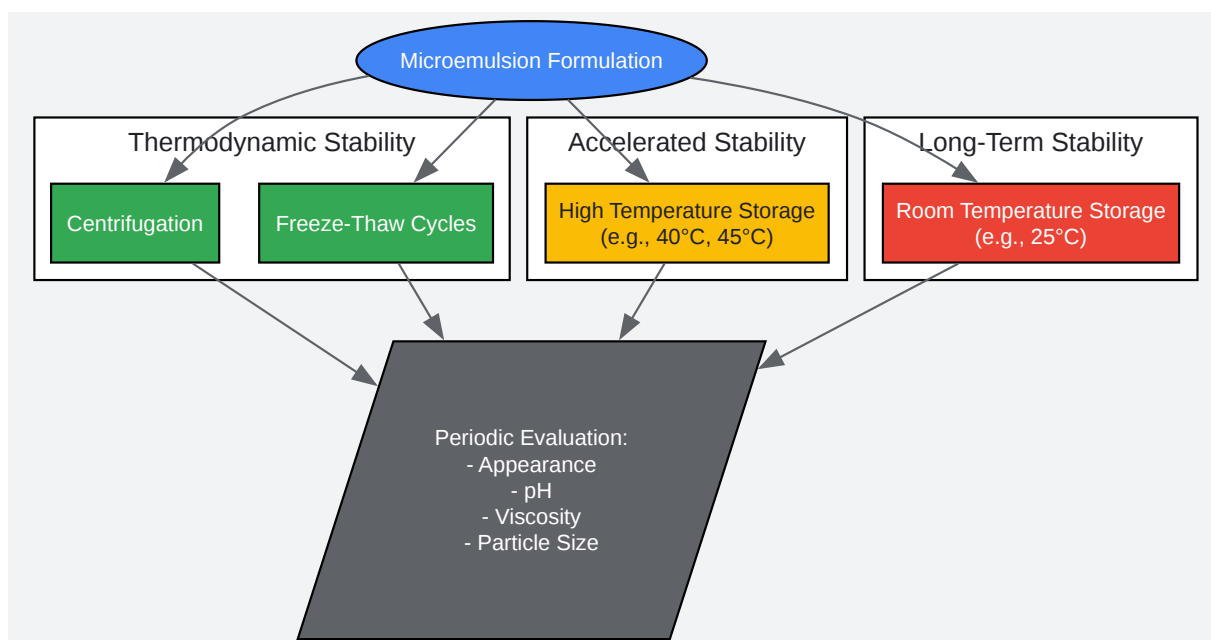 Microemulsion Formulation
Thermodynamic Stability
Accelerated Stability
Long-Term Stability
Centrifugation
Freeze-Thaw Cycles
High Temperature Storage
(e.g., 40°C, 45°C)
Room Temperature Storage
(e.g., 25°C)
Periodic Evaluation:
- Appearance
- pH
- Viscosity
- Particle Size